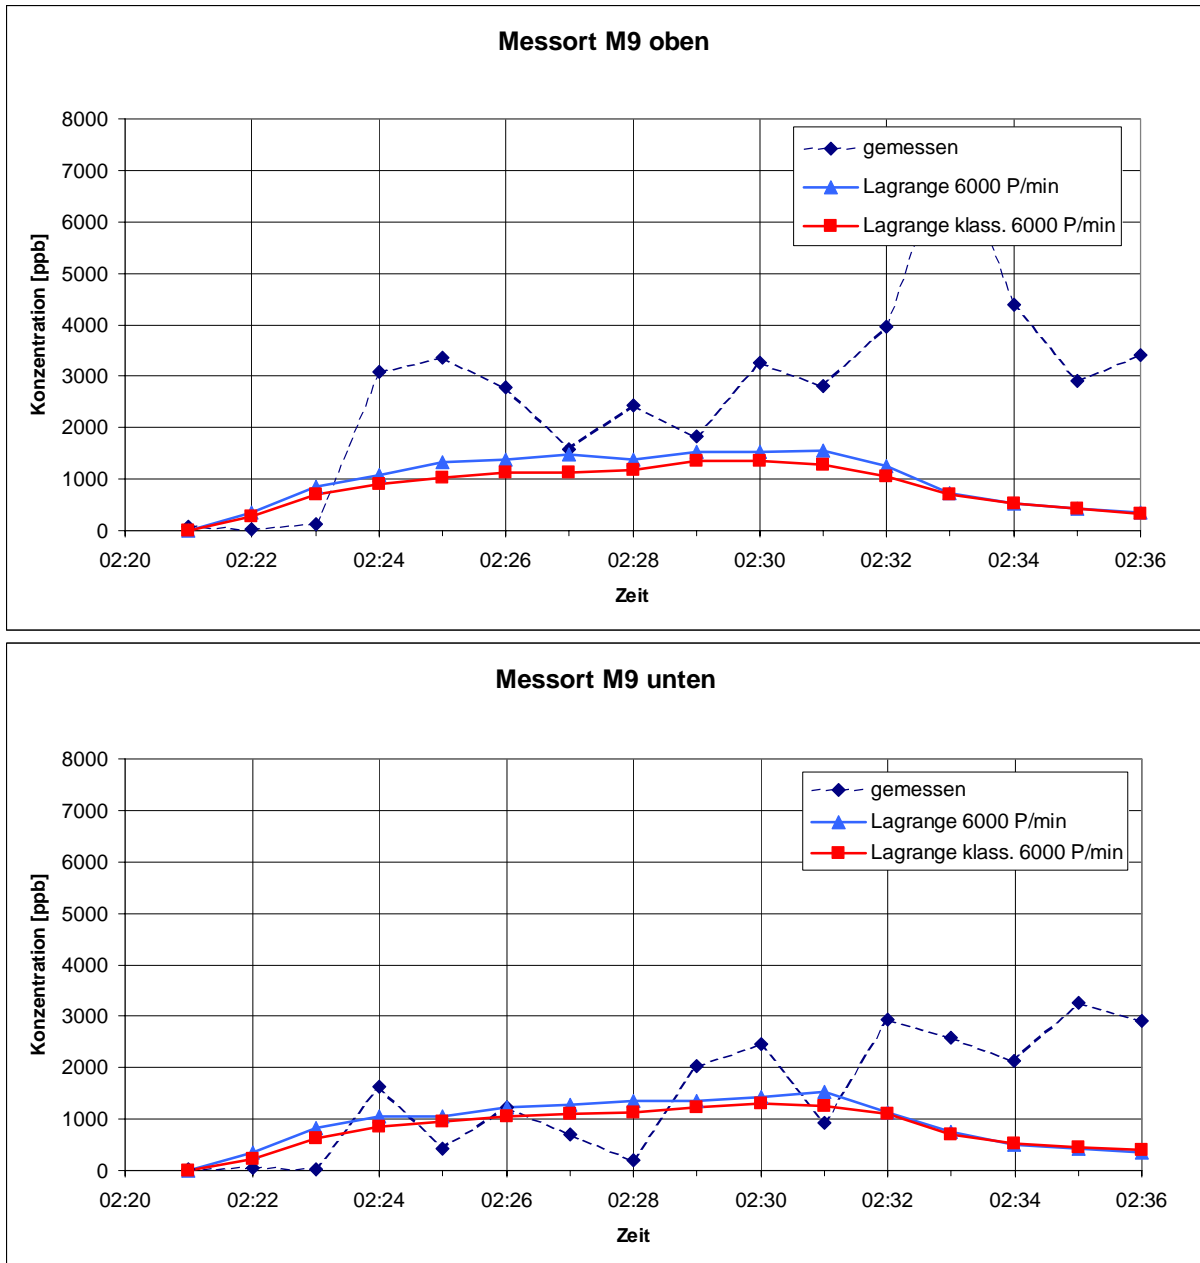 Messort M9 oben
8000
7000
6000
5000
4000
3000
2000
1000
0
Konzentration [ppb]
gemessen
Lagrange 6000 P/min
Lagrange klass. 6000 P/min
02:20 02:22 02:24 02:26 02:28 02:30 02:32 02:34 02:36
Zeit
Messort M9 unten
8000
7000
6000
5000
4000
3000
2000
1000
0
Konzentration [ppb]
gemessen
Lagrange 6000 P/min
Lagrange klass. 6000 P/min
02:20 02:22 02:24 02:26 02:28 02:30 02:32 02:34 02:36
Zeit